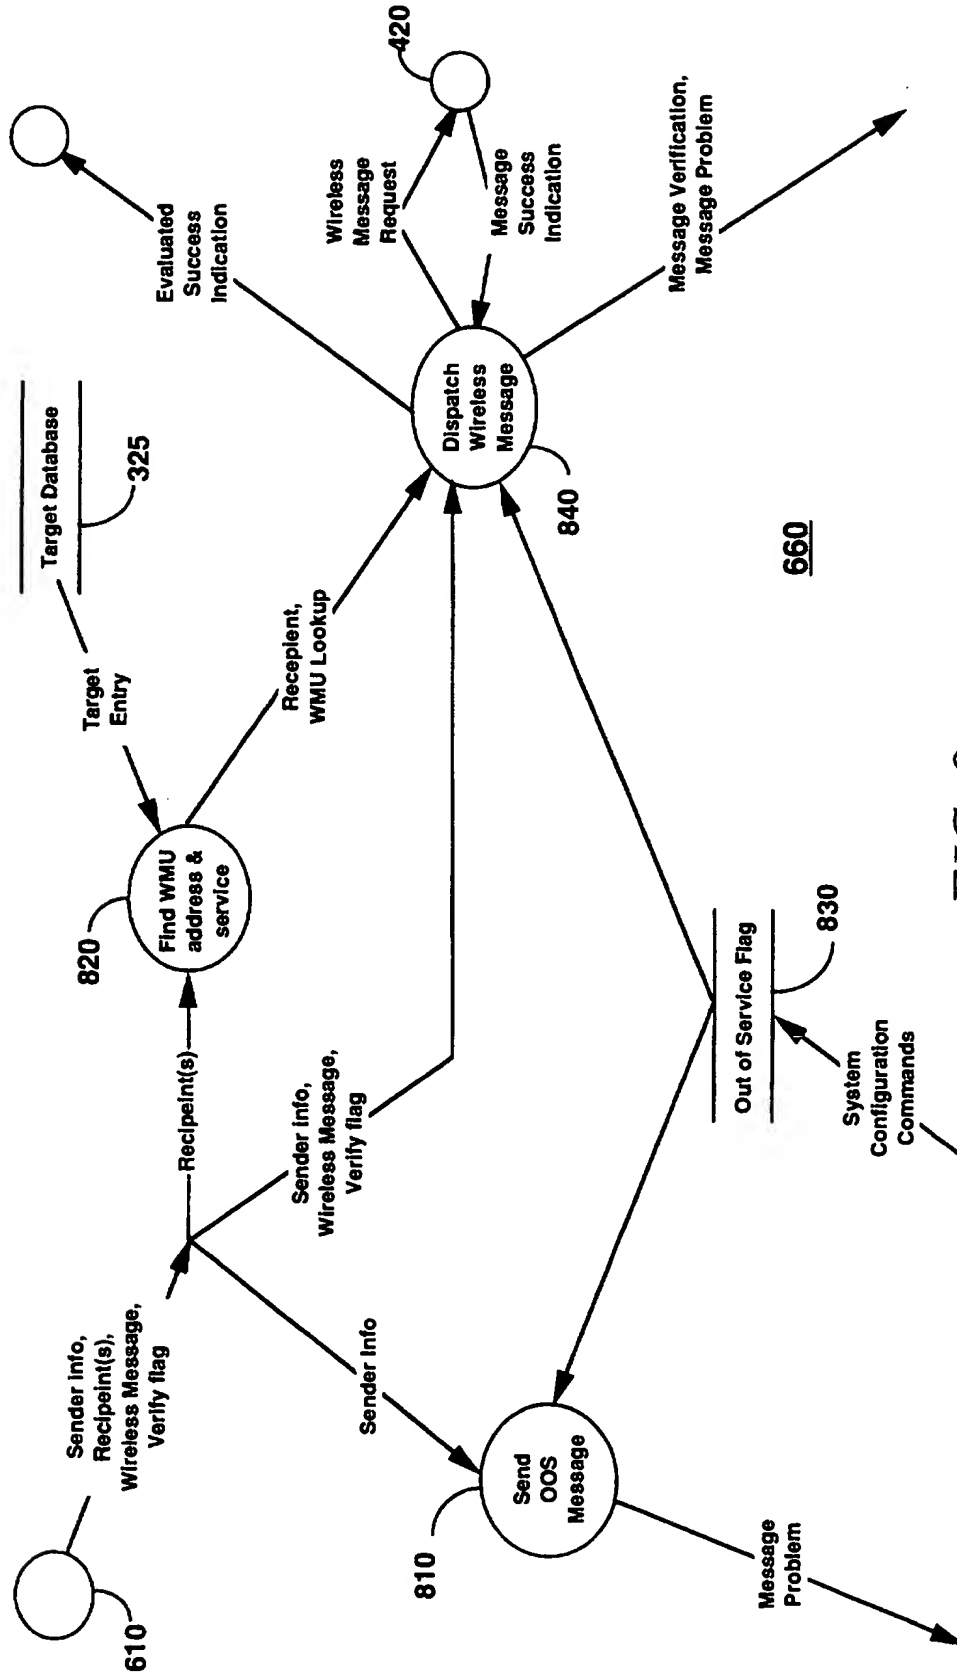 610
Sender info,
Recipeint(s),
Wireless Message,
Verify flag
Recipeint(s)
820
Find WMU
address &
service
Target
Entry
Target Database
325
Evaluated
Success
Indication
Sender info,
Wireless Message,
Verify flag
Recepient,
WMU Lookup
Dispatch
Wireless
Message
840
Wireless
Message
Request
420
Message
Success
Indication
Sender Info
810
Send
OOS
Message
Message
Problem
Out of Service Flag
830
System
Configuration
Commands
660
Message Verification,
Message Problem